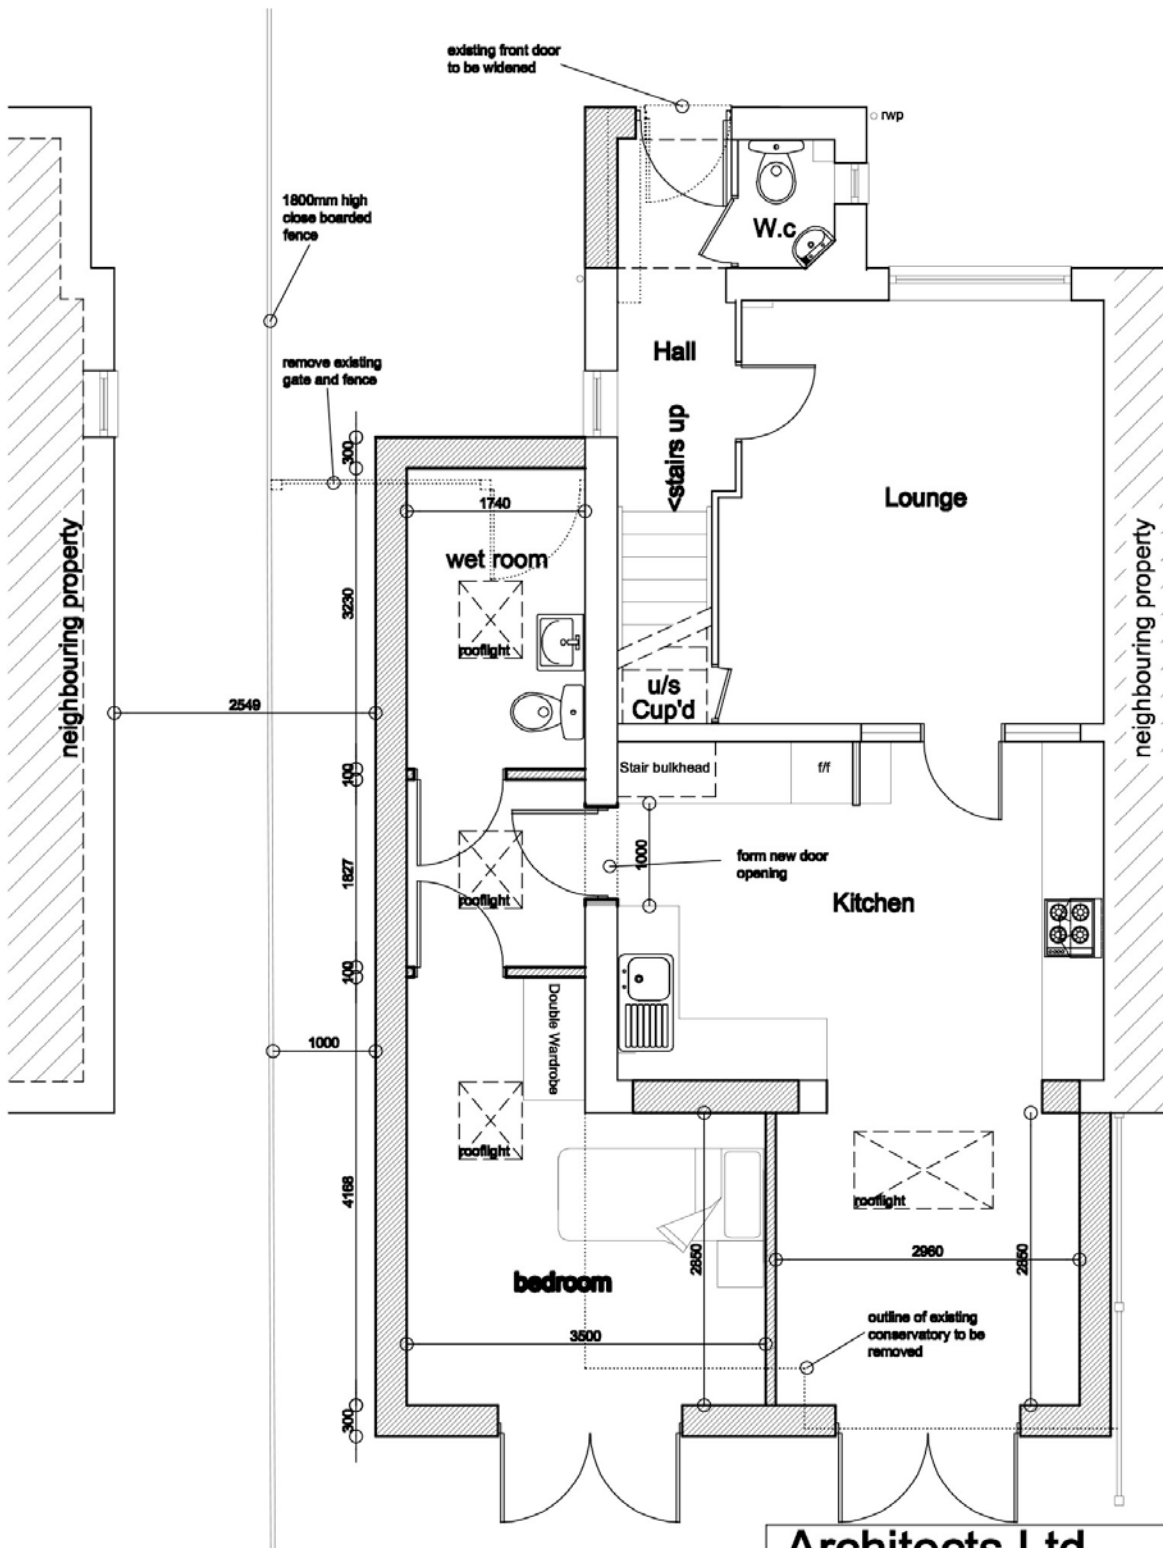 existing front door
to be widened
rwp
1800mm high
close boarded
fence
W.c
Hall
remove existing
gate and fence
<stairs up
300
1740
Lounge
neighbouring property
neighbouring property
wet room
3230
rooflight
u/s
Cup'd
2549
Stair bulkhead
f/f
100
form new door
opening
1000
1827
rooflight
Kitchen
100
Double Wardrobe
1000
rooflight
4168
rooflight
2850
2960
2850
bedroom
outline of existing
conservatory to be
removed
3500
300
Architects Ltd